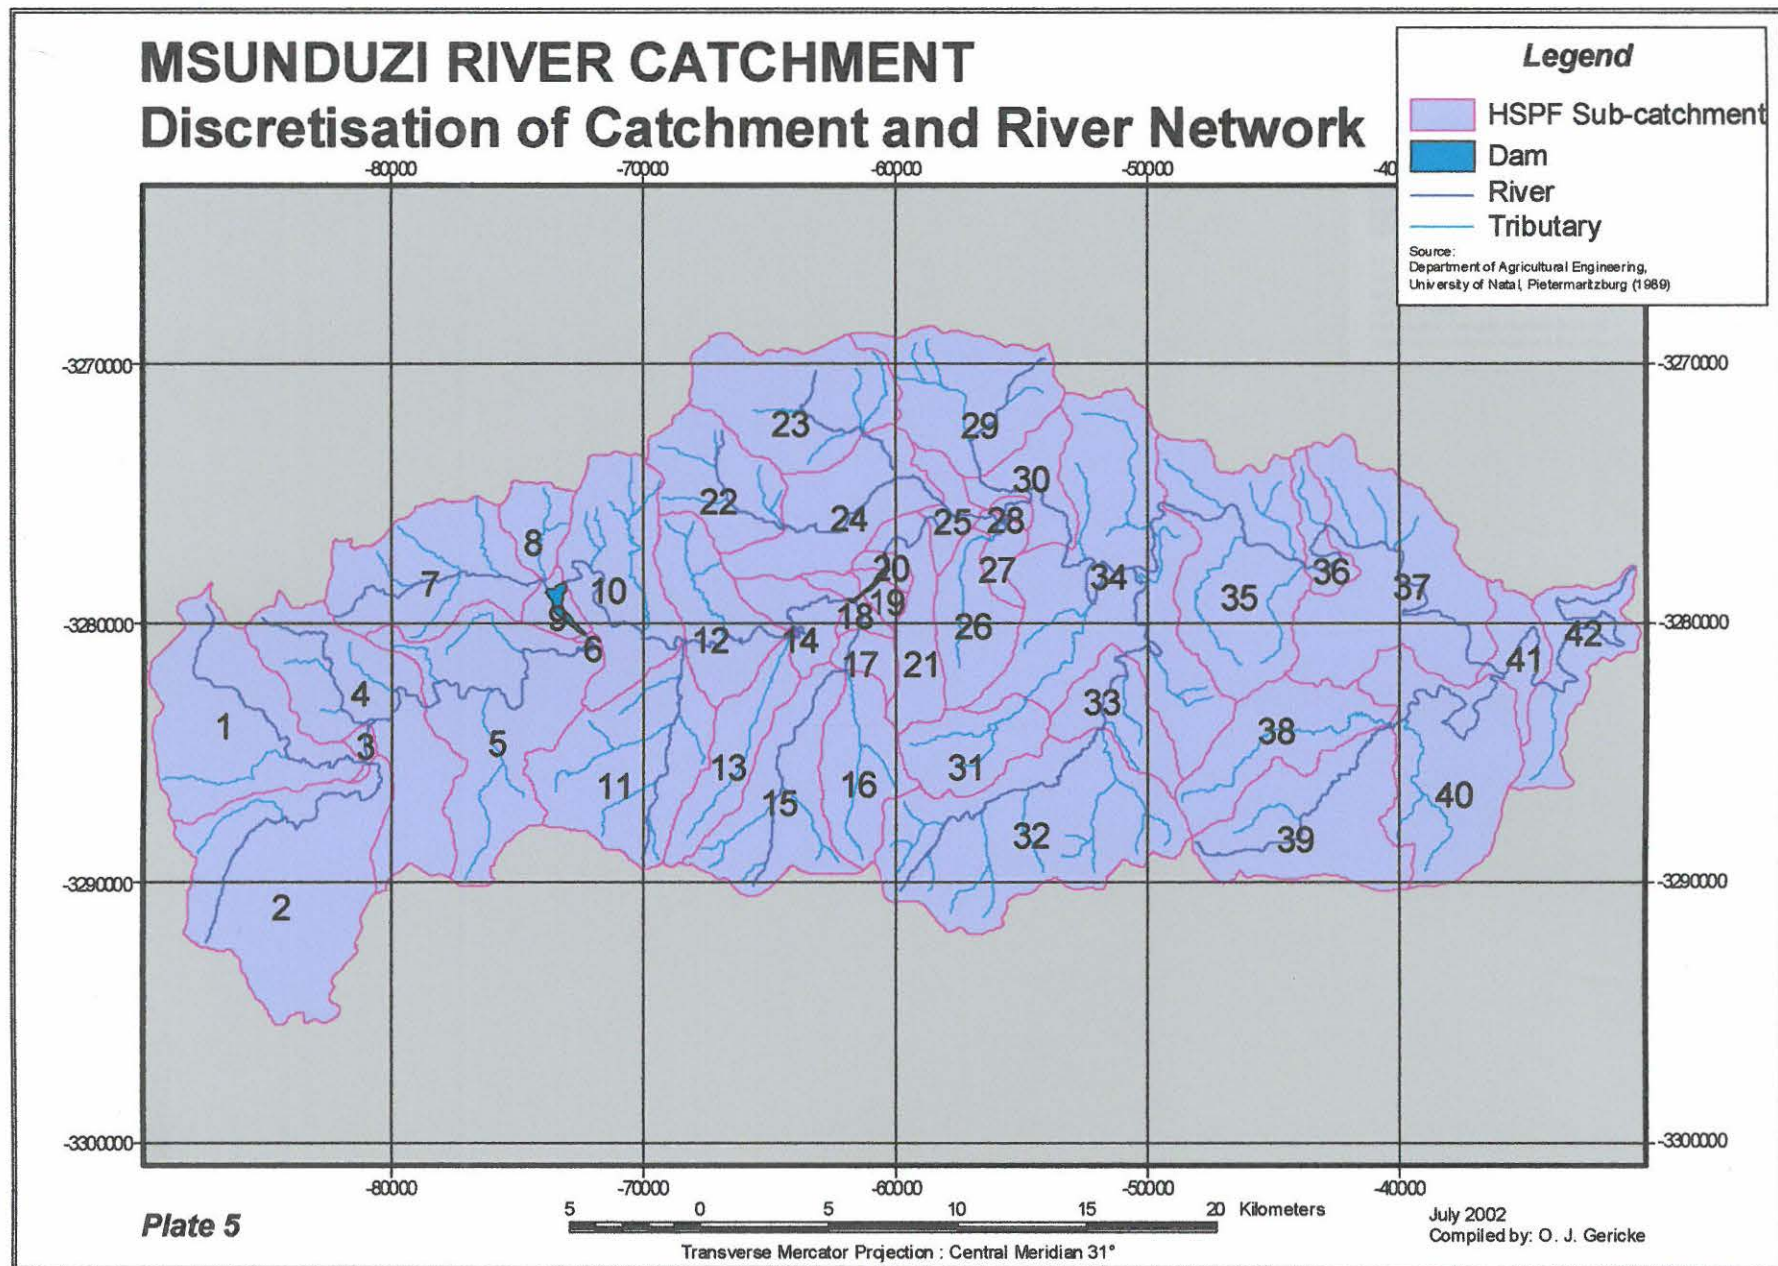 MSUNDUZI RIVER CATCHMENT
Discretisation of Catchment and River Network
Legend
HSPF Sub-catchment
Dam
River
Tributary
Source:
Department of Agricultural Engineering,
University of Natal, Pietermaritzburg (1989)
-80000 -70000 -60000 -50000 -40
-3270000 -3270000
23 29
30
22 24 25 28
8
20 27
7 10 34 36 37
35
9 18 19
6 12 14 26 42
17 21 41
4 33
1 3 5 38
13 31
11 16 40
15
32 39
-3280000 -3280000
2
-3290000 -3290000
-3300000 -3300000
-80000 -70000 -60000 -50000 -40000
Plate 5
5 0 5 10 15 20 Kilometers
Transverse Mercator Projection : Central Meridian 31°
July 2002
Compiled by: O. J. Gericke